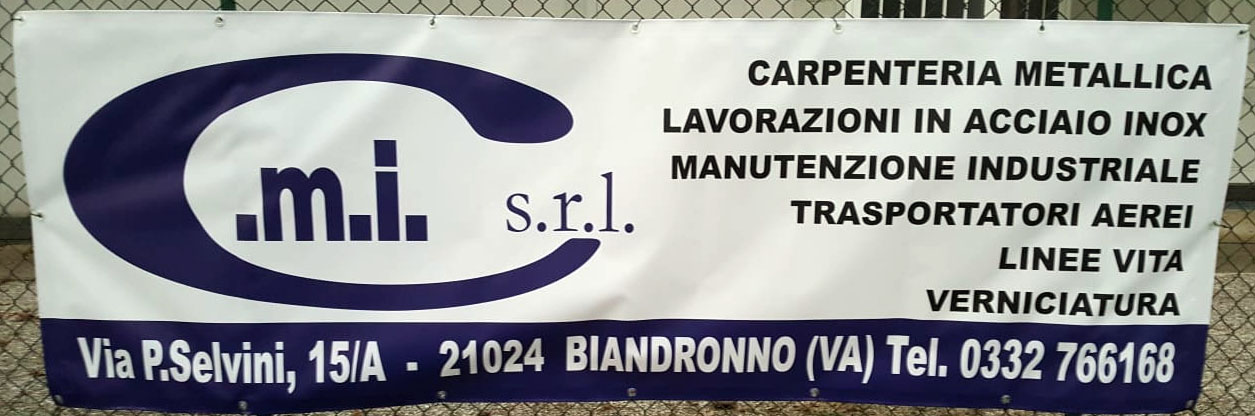 C.m.i. s.r.l.
CARPENTERIA METALLICA
LAVORAZIONI IN ACCIAIO INOX
MANUTENZIONE INDUSTRIALE
TRASPORTATORI AEREI
LINEE VITA
VERNICIATURA
Via P.Selvini, 15/A - 21024 BIANDRONNO (VA) Tel. 0332 766168